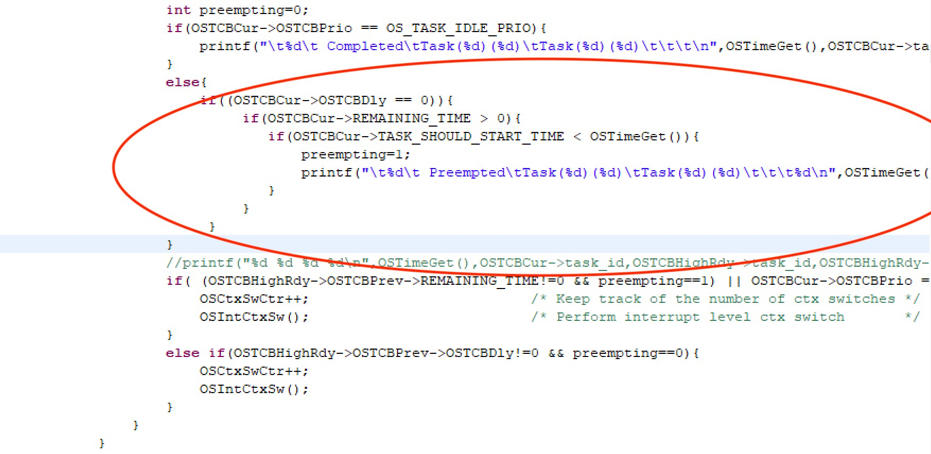 int preempting=0;
if(OSTCBCur->OSTCBPrio == OS_TASK_IDLE_PRIO){
printf("\t%d\t Completed\tTask(%d)(%d)\tTask(%d)(%d)\t\t\t\n",OSTimeGet(),OSTCBCur->ta
}
else{
if((OSTCBCur->OSTCBDly == 0)){
if(OSTCBCur->REMAINING_TIME > 0){
if(OSTCBCur->TASK_SHOULD_START_TIME < OSTimeGet()){
preempting=1;
printf("\t%d\t Preempted\tTask(%d)(%d)\tTask(%d)(%d)\t\t\t%d\n",OSTimeGet(
}
}
}
}
//printf("%d %d %d %d\n",OSTimeGet(),OSTCBCur->task_id,OSTCBHighRdy->task_id,OSTCBHighRdy-
if( (OSTCBHighRdy->OSTCBPrev->REMAINING_TIME!=0 && preempting==1) || OSTCBCur->OSTCBPrio =
OSCtxSwCtr++; /* Keep track of the number of ctx switches */
OSIntCtxSw(); /* Perform interrupt level ctx switch */
}
else if(OSTCBHighRdy->OSTCBPrev->OSTCBDly!=0 && preempting==0){
OSCtxSwCtr++;
OSIntCtxSw();
}
}
}